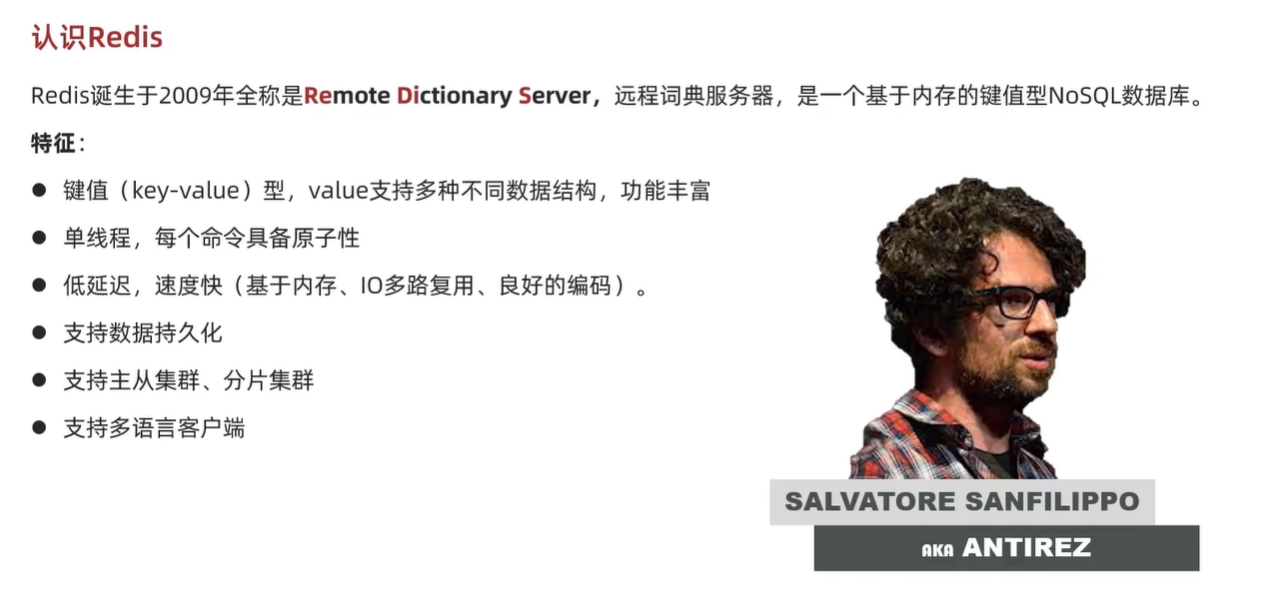 认识Redis
Redis诞生于2009年全称是Remote Dictionary Server，远程词典服务器，是一个基于内存的键值型NoSQL数据库。
特征：
● 键值（key-value）型，value支持多种不同数据结构，功能丰富
● 单线程，每个命令具备原子性
● 低延迟，速度快（基于内存、IO多路复用、良好的编码）。
● 支持数据持久化
● 支持主从集群、分片集群
● 支持多语言客户端
SALVATORE SANFILIPPO
AKA ANTIREZ